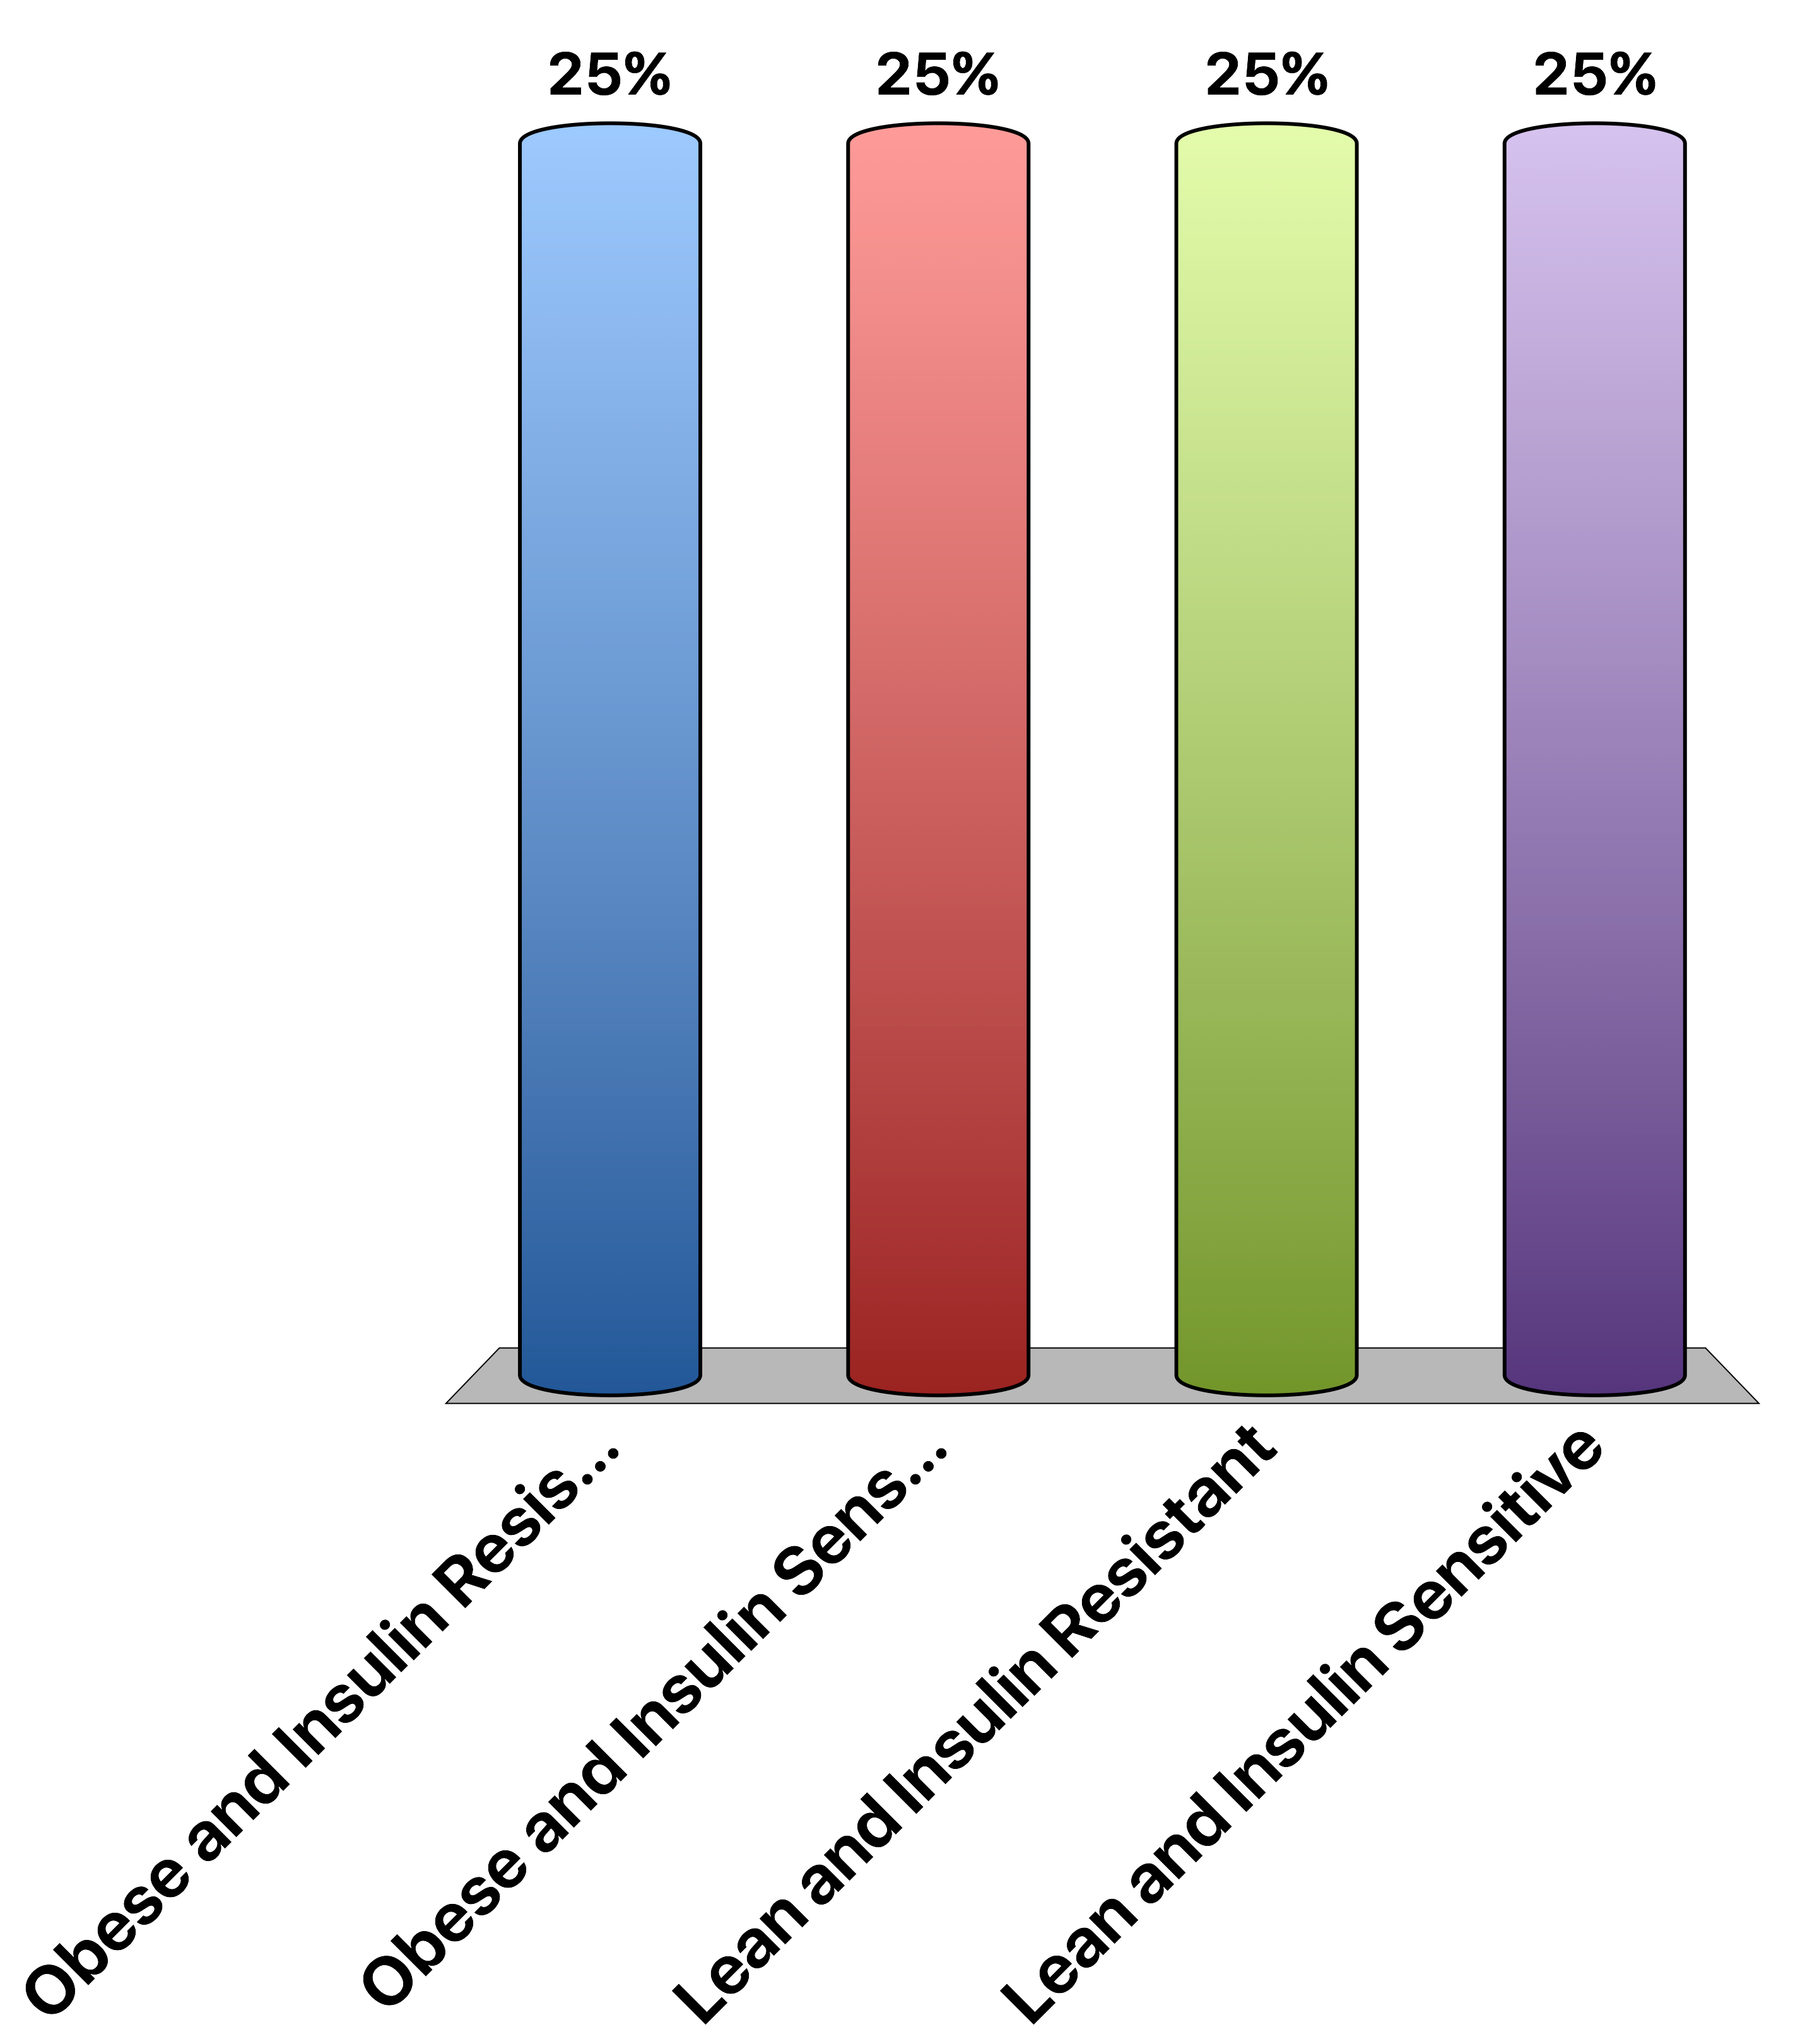 25%
25%
25%
25%
Obese and Insulin Resis...
Obese and Insulin Sens...
Lean and Insulin Resistant
Lean and Insulin Sensitive